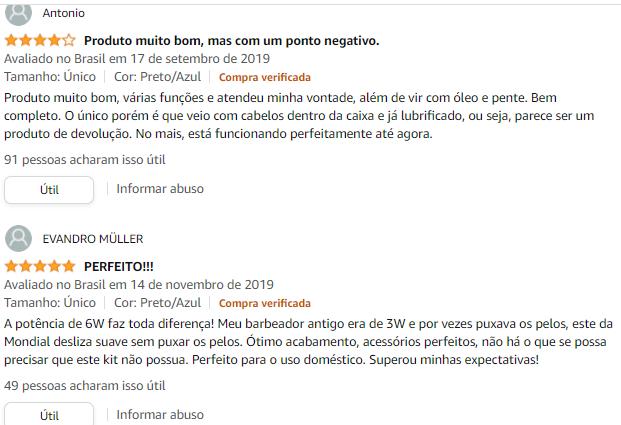 Antonio
Produto muito bom, mas com um ponto negativo.
Avaliado no Brasil em 17 de setembro de 2019
Tamanho: Único Cor: Preto/Azul Compra verificada
Produto muito bom, várias funções e atendeu minha vontade, além de vir com óleo e pente. Bem
completo. O único porém é que veio com cabelos dentro da caixa e já lubrificado, ou seja, parece ser um
produto de devolução. No mais, está funcionando perfeitamente até agora.
91 pessoas acharam isso útil
Útil Informar abuso
EVANDRO MÜLLER
PERFEITO!!!
Avaliado no Brasil em 14 de novembro de 2019
Tamanho: Único Cor: Preto/Azul Compra verificada
A potência de 6W faz toda diferença! Meu barbeador antigo era de 3W e por vezes puxava os pelos, este da
Mondial desliza suave sem puxar os pelos. Ótimo acabamento, acessórios perfeitos, não há o que se possa
precisar que este kit não possua. Perfeito para o uso doméstico. Superou minhas expectativas!
49 pessoas acharam isso útil
Útil Informar abuso